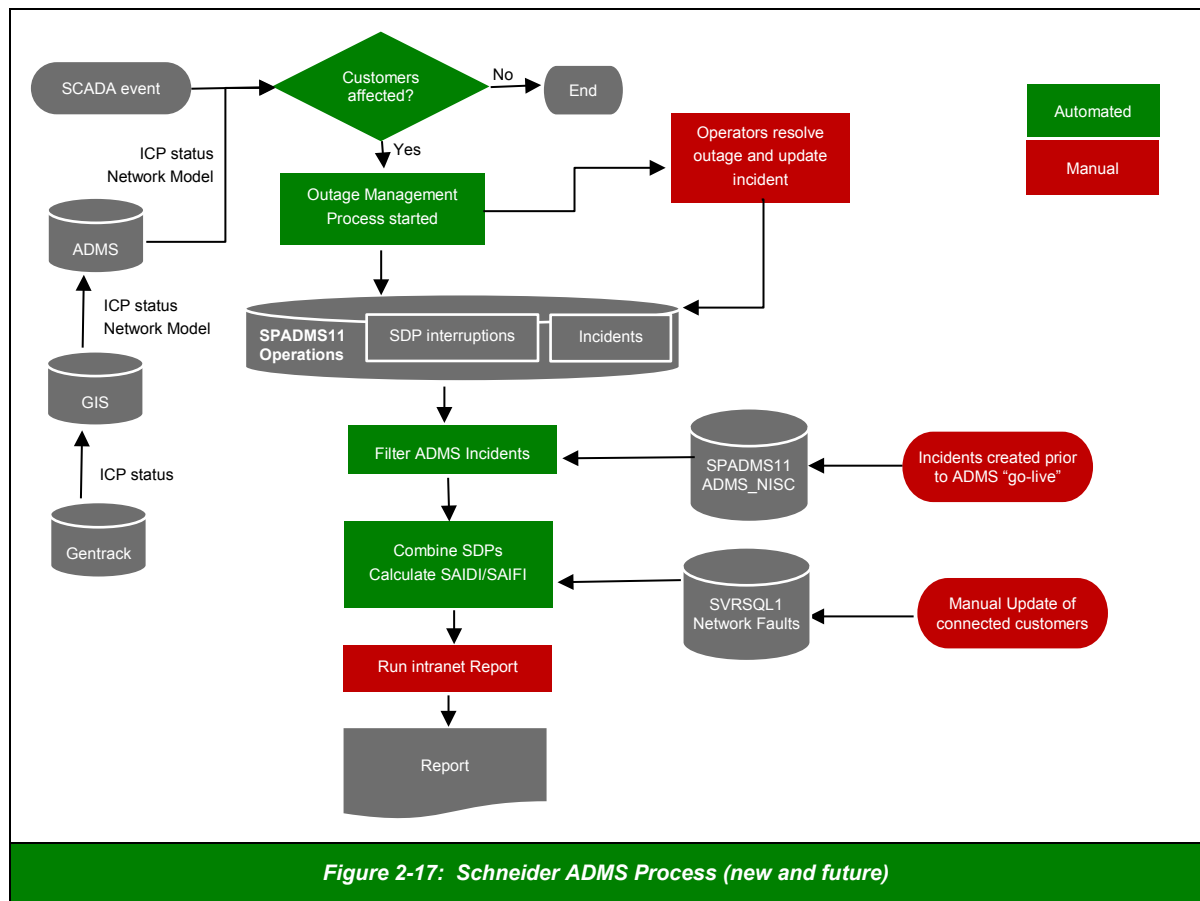 SCADA event
Customers
affected?
No
End
Yes
Automated
Manual
Operators resolve
outage and update
incident
ICP status
Network Model
Outage Management
Process started
ADMS
ICP status
Network Model
SPADMS11
Operations
SDP interruptions
Incidents
GIS
ICP status
Gentrack
Filter ADMS Incidents
SPADMS11
ADMS_NISC
Incidents created prior
to ADMS “go-live”
Combine SDPs
Calculate SAIDI/SAIFI
SVRSQL1
Network Faults
Manual Update of
connected customers
Run intranet Report
Report
Figure 2-17: Schneider ADMS Process (new and future)